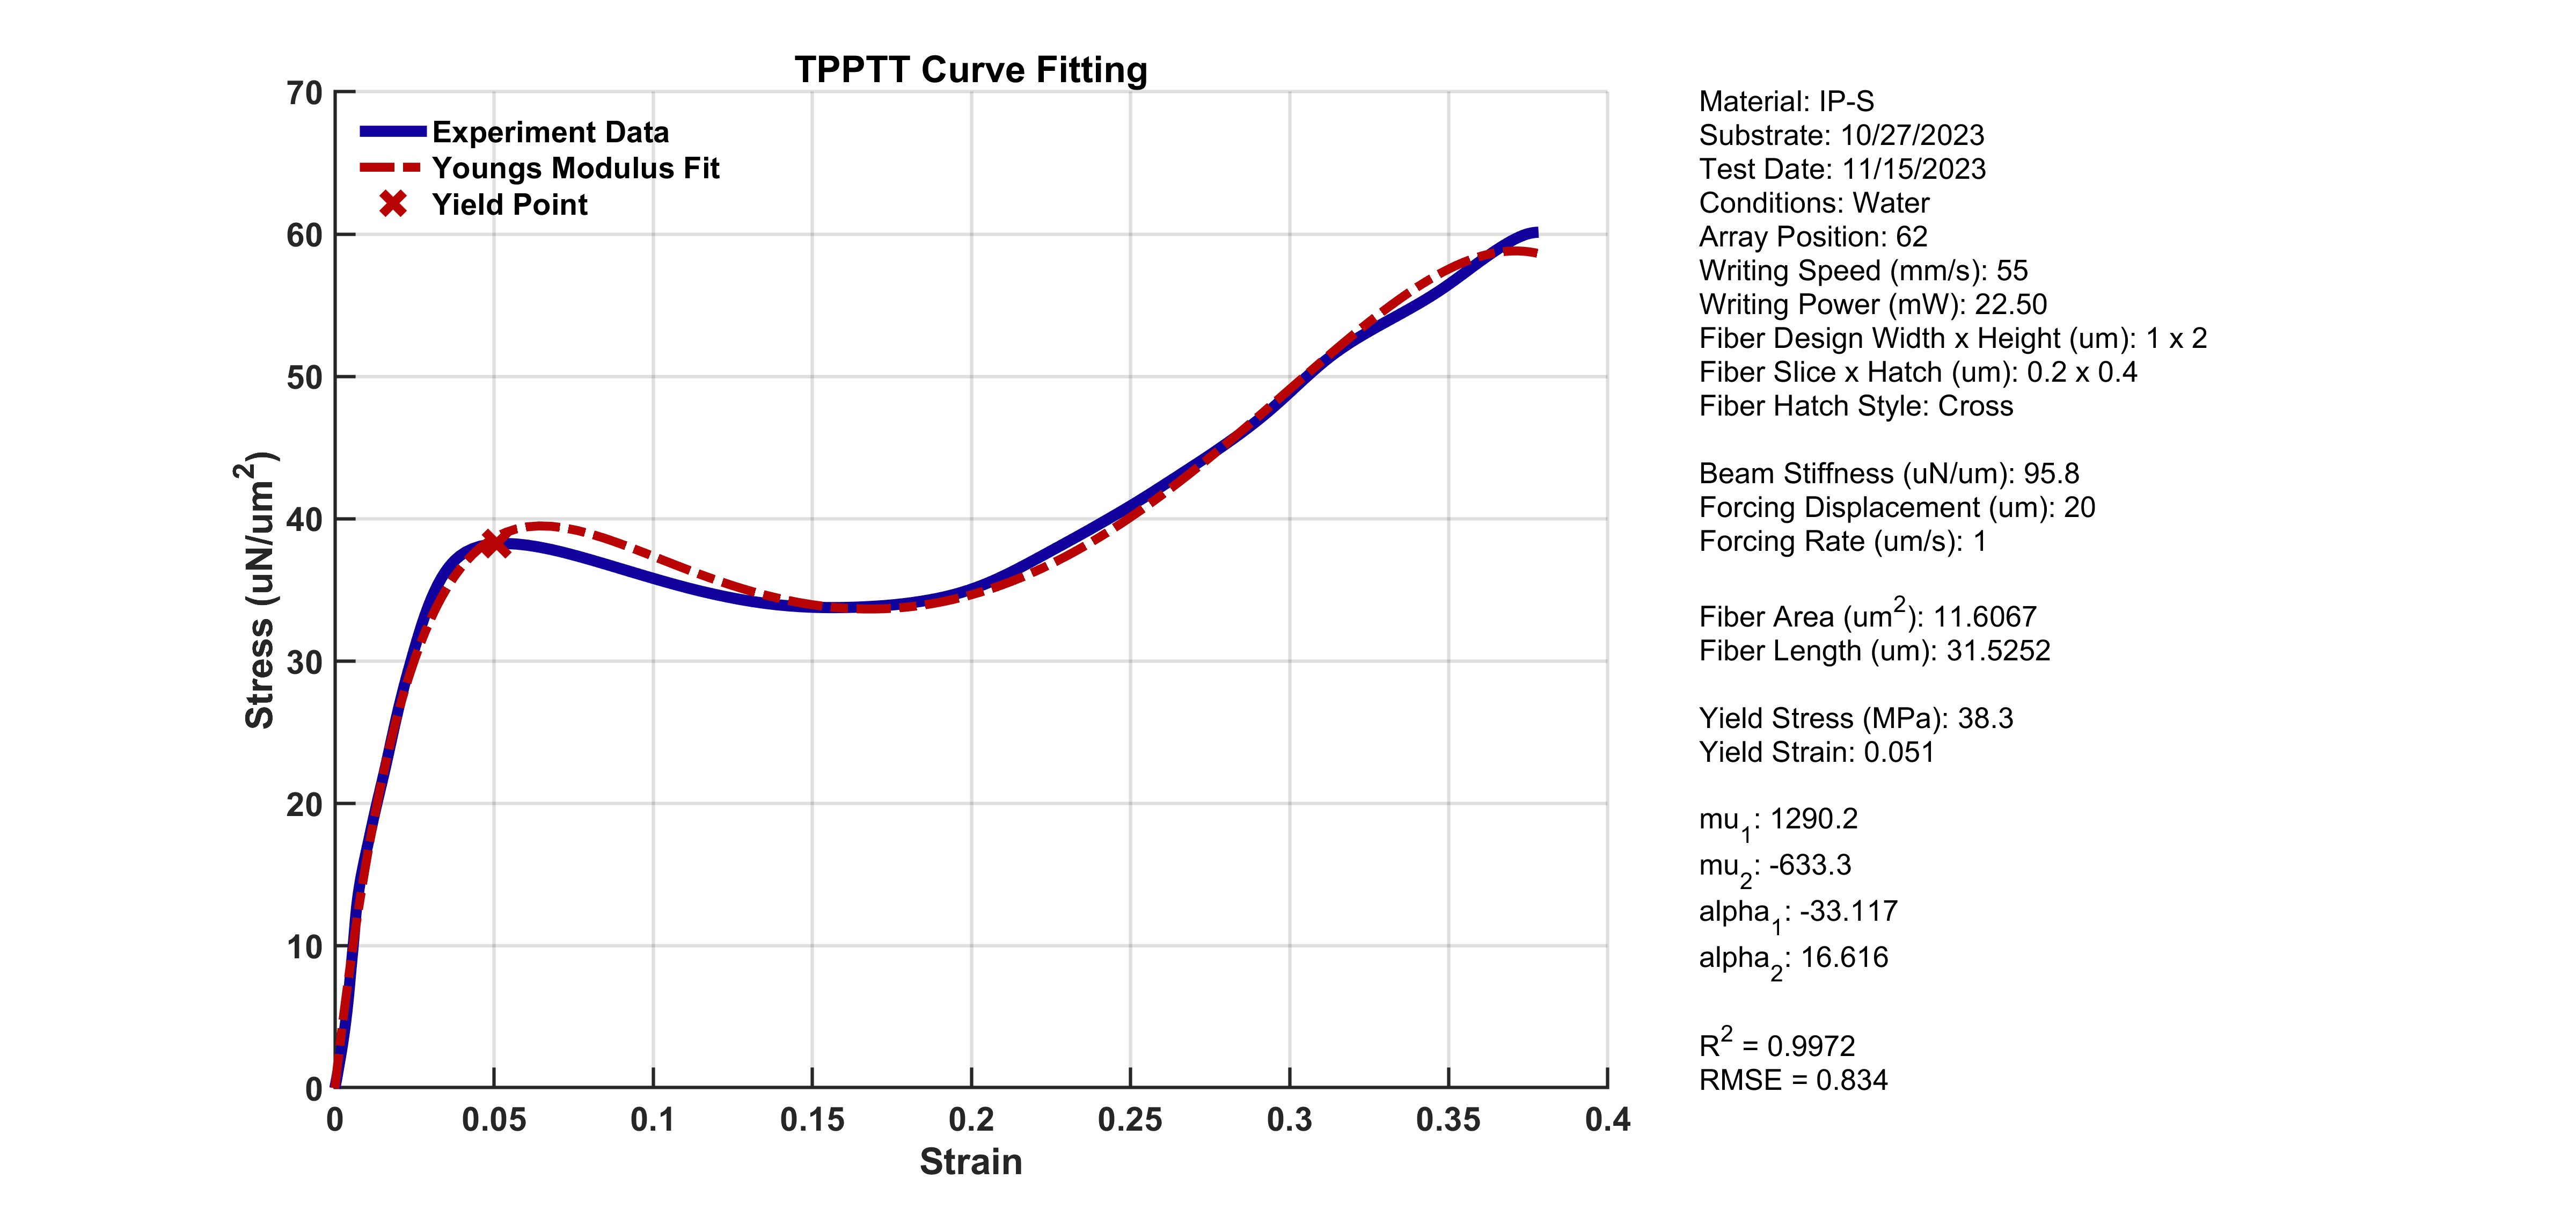 TPPTT Curve Fitting
70
60
50
40
30
20
10
0
Stress (uN/um²)
Experiment Data
Youngs Modulus Fit
Yield Point
0 0.05 0.1 0.15 0.2 0.25 0.3 0.35 0.4
Strain
Material: IP-S
Substrate: 10/27/2023
Test Date: 11/15/2023
Conditions: Water
Array Position: 62
Writing Speed (mm/s): 55
Writing Power (mW): 22.50
Fiber Design Width x Height (um): 1 x 2
Fiber Slice x Hatch (um): 0.2 x 0.4
Fiber Hatch Style: Cross
Beam Stiffness (uN/um): 95.8
Forcing Displacement (um): 20
Forcing Rate (um/s): 1
Fiber Area (um²): 11.6067
Fiber Length (um): 31.5252
Yield Stress (MPa): 38.3
Yield Strain: 0.051
mu₁: 1290.2
mu₂: -633.3
alpha₁: -33.117
alpha₂: 16.616
R² = 0.9972
RMSE = 0.834